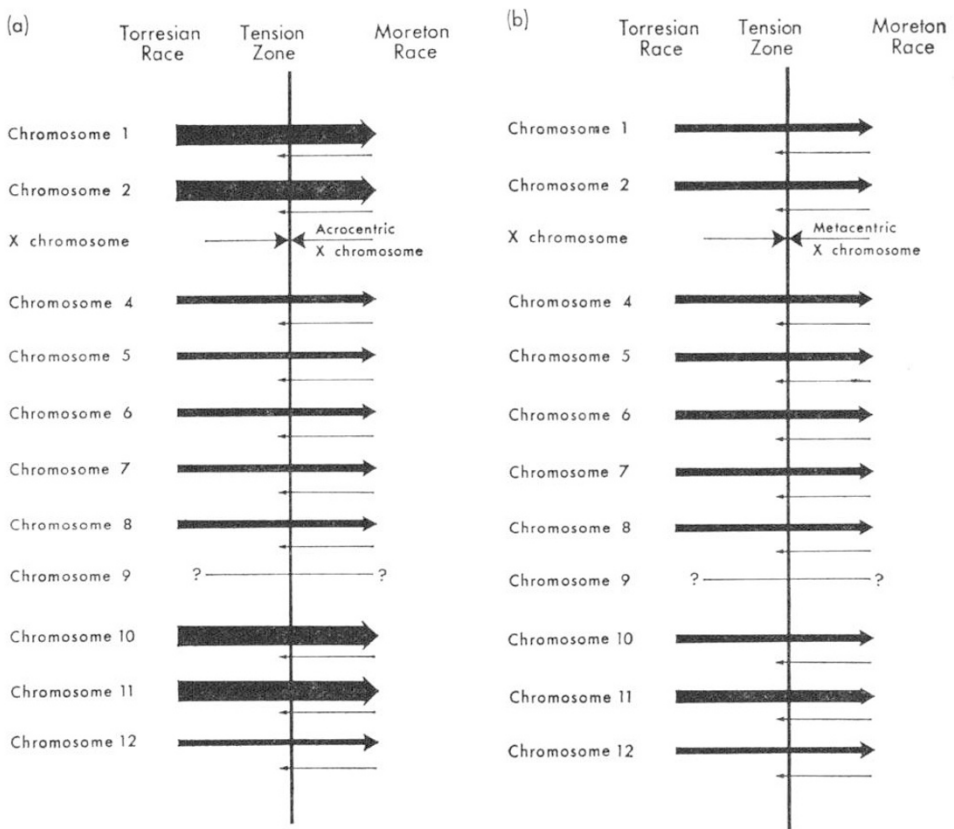 (a)
Torresian Race
Tension Zone
Moreton Race
Chromosome 1
Chromosome 2
X chromosome
Acrocentric
X chromosome
Chromosome 4
Chromosome 5
Chromosome 6
Chromosome 7
Chromosome 8
Chromosome 9
? ?
Chromosome 10
Chromosome 11
Chromosome 12
(b)
Torresian Race
Tension Zone
Moreton Race
Chromosome 1
Chromosome 2
X chromosome
Metacentric
X chromosome
Chromosome 4
Chromosome 5
Chromosome 6
Chromosome 7
Chromosome 8
Chromosome 9
? ?
Chromosome 10
Chromosome 11
Chromosome 12